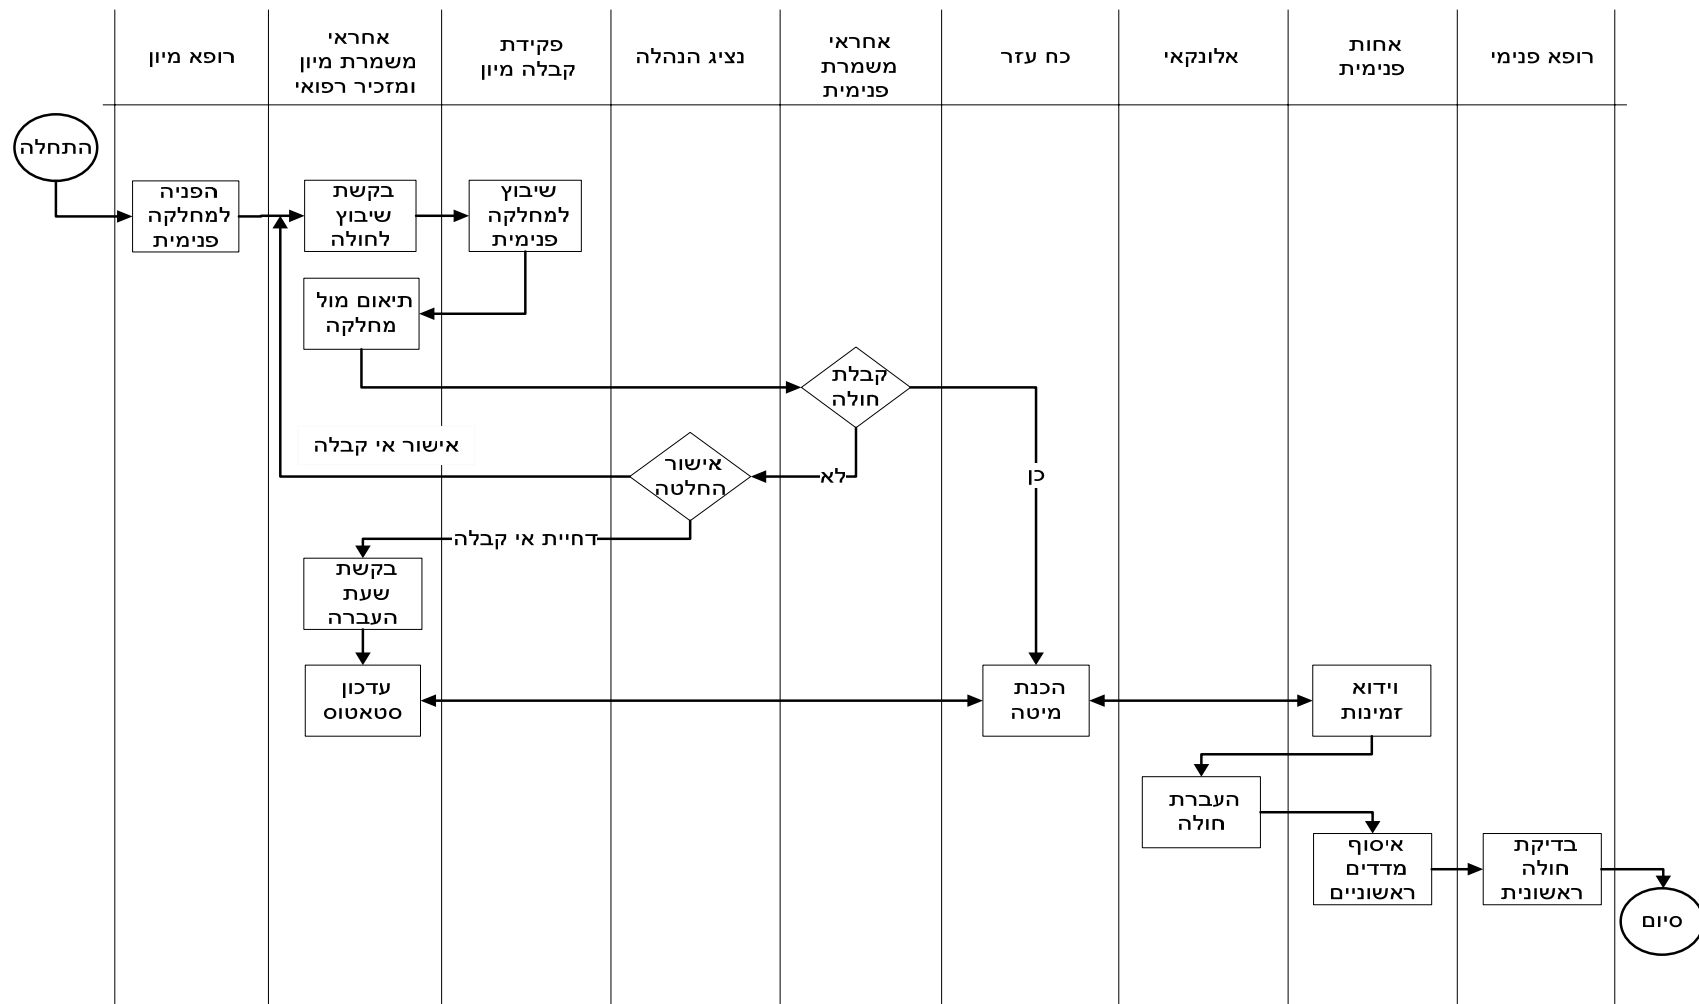 רופא מיון
אחראי
משמרת מיון
ומזכיר רפואי
פקידת
קבלה מיון
נציג הנהלה
אחראי
משמרת
פנימית
כח עזר
אלונקאי
אחות
פנימית
רופא פנימי
התחלה
הפניה
למחלקה
פנימית
בקשת
שיבוץ
לחולה
שיבוץ
למחלקה
פנימית
תיאום מול
מחלקה
קבלת
חולה
אישור אי קבלה
אישור
החלטה
לא
כן
דחיית אי קבלה
בקשת
שעת
העברה
עדכון
סטאטוס
הכנת
מיטה
וידוא
זמינות
העברת
חולה
איסוף
מדדים
ראשוניים
בדיקת
חולה
ראשונית
סיום